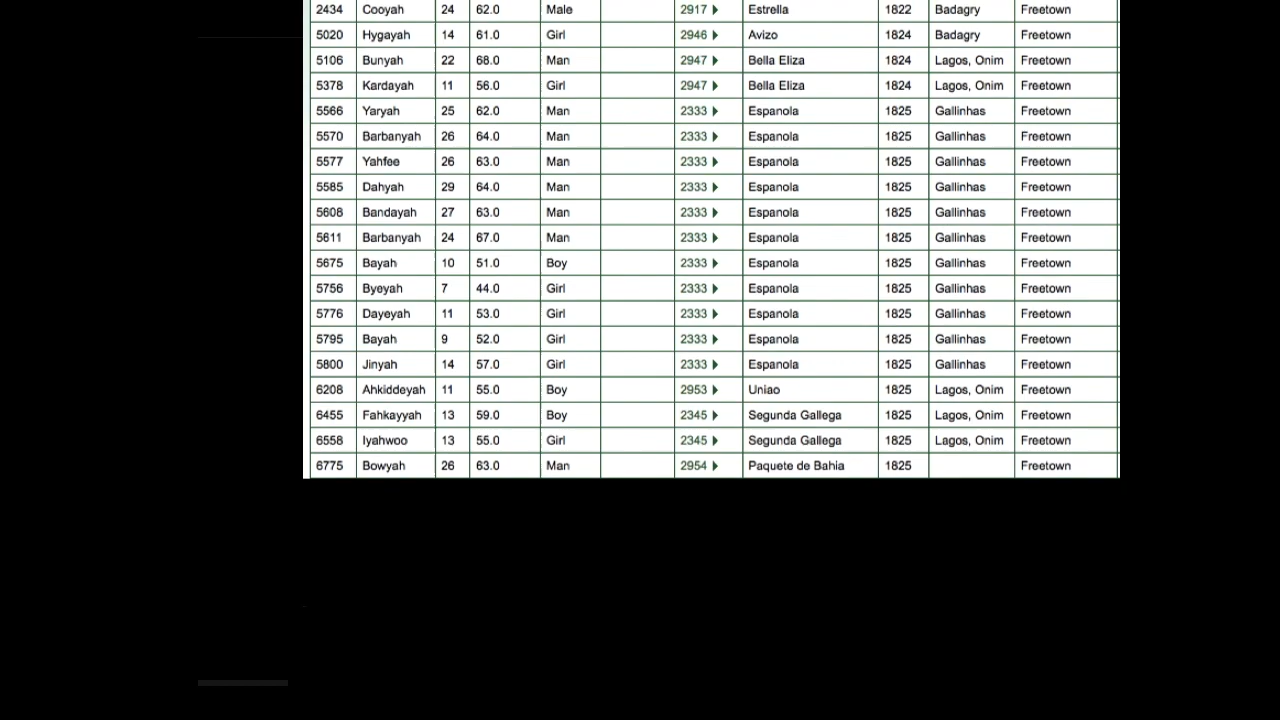 2434 Cooyah 24 62.0 Male 2917 Estrella 1822 Badagry Freetown
5020 Hygayah 14 61.0 Girl 2946 Avizo 1824 Badagry Freetown
5106 Bunyah 22 68.0 Man 2947 Bella Eliza 1824 Lagos, Onim Freetown
5378 Kardayah 11 56.0 Girl 2947 Bella Eliza 1824 Lagos, Onim Freetown
5566 Yaryah 25 62.0 Man 2333 Espanola 1825 Gallinhas Freetown
5570 Barbanyah 26 64.0 Man 2333 Espanola 1825 Gallinhas Freetown
5577 Yahfee 26 63.0 Man 2333 Espanola 1825 Gallinhas Freetown
5585 Dahyah 29 64.0 Man 2333 Espanola 1825 Gallinhas Freetown
5608 Bandayah 27 63.0 Man 2333 Espanola 1825 Gallinhas Freetown
5611 Barbanyah 24 67.0 Man 2333 Espanola 1825 Gallinhas Freetown
5675 Bayah 10 51.0 Boy 2333 Espanola 1825 Gallinhas Freetown
5756 Byeyah 7 44.0 Girl 2333 Espanola 1825 Gallinhas Freetown
5776 Dayeyah 11 53.0 Girl 2333 Espanola 1825 Gallinhas Freetown
5795 Bayah 9 52.0 Girl 2333 Espanola 1825 Gallinhas Freetown
5800 Jinyah 14 57.0 Girl 2333 Espanola 1825 Gallinhas Freetown
6208 Ahkiddeyah 11 55.0 Boy 2953 Uniao 1825 Lagos, Onim Freetown
6455 Fahkayyah 13 59.0 Boy 2345 Segunda Gallega 1825 Lagos, Onim Freetown
6558 Iyahwoo 13 55.0 Girl 2345 Segunda Gallega 1825 Lagos, Onim Freetown
6775 Bowyah 26 63.0 Man 2954 Paquete de Bahia 1825 Freetown